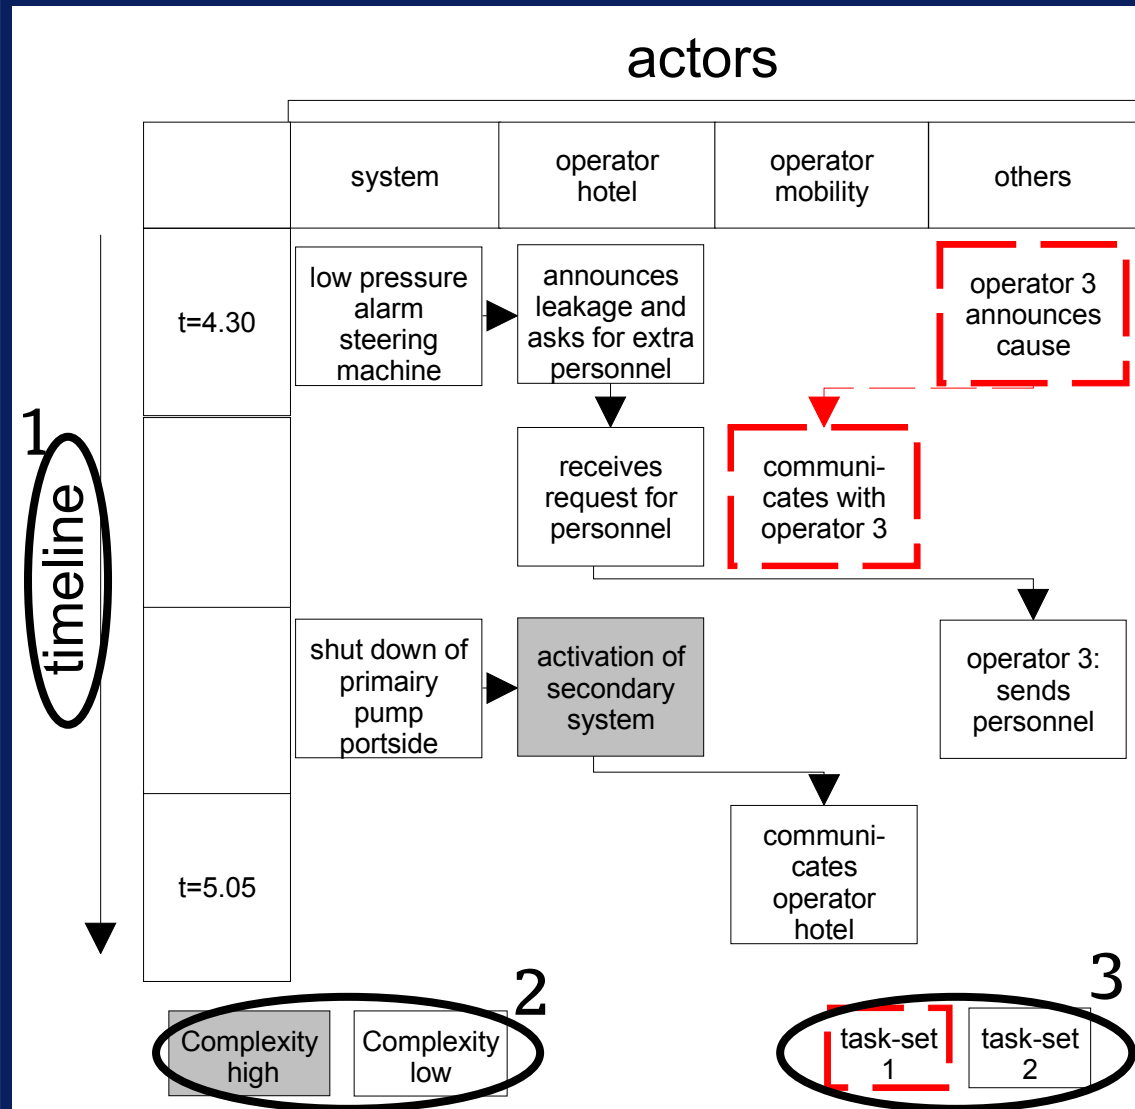 actors
system
operator
hotel
operator
mobility
others
1
timeline
t=4.30
low pressure
alarm
steering
machine
announces
leakage and
asks for extra
personnel
operator 3
announces
cause
receives
request for
personnel
communi-
cates with
operator 3
shut down of
primairy
pump
portside
activation of
secondary
system
operator 3:
sends
personnel
t=5.05
communi-
cates
operator
hotel
2
Complexity
high
Complexity
low
3
task-set
1
task-set
2